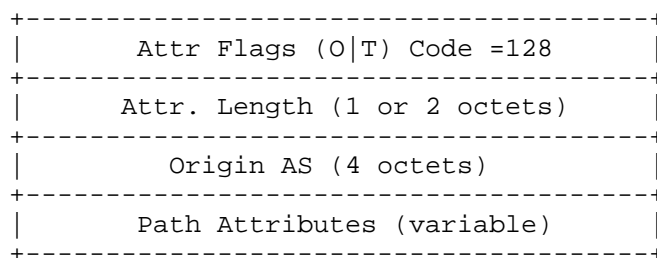 +---------------------------------------+
| Attr Flags (O|T) Code =128 |
+---------------------------------------+
| Attr. Length (1 or 2 octets) |
+---------------------------------------+
| Origin AS (4 octets) |
+---------------------------------------+
| Path Attributes (variable) |
+---------------------------------------+